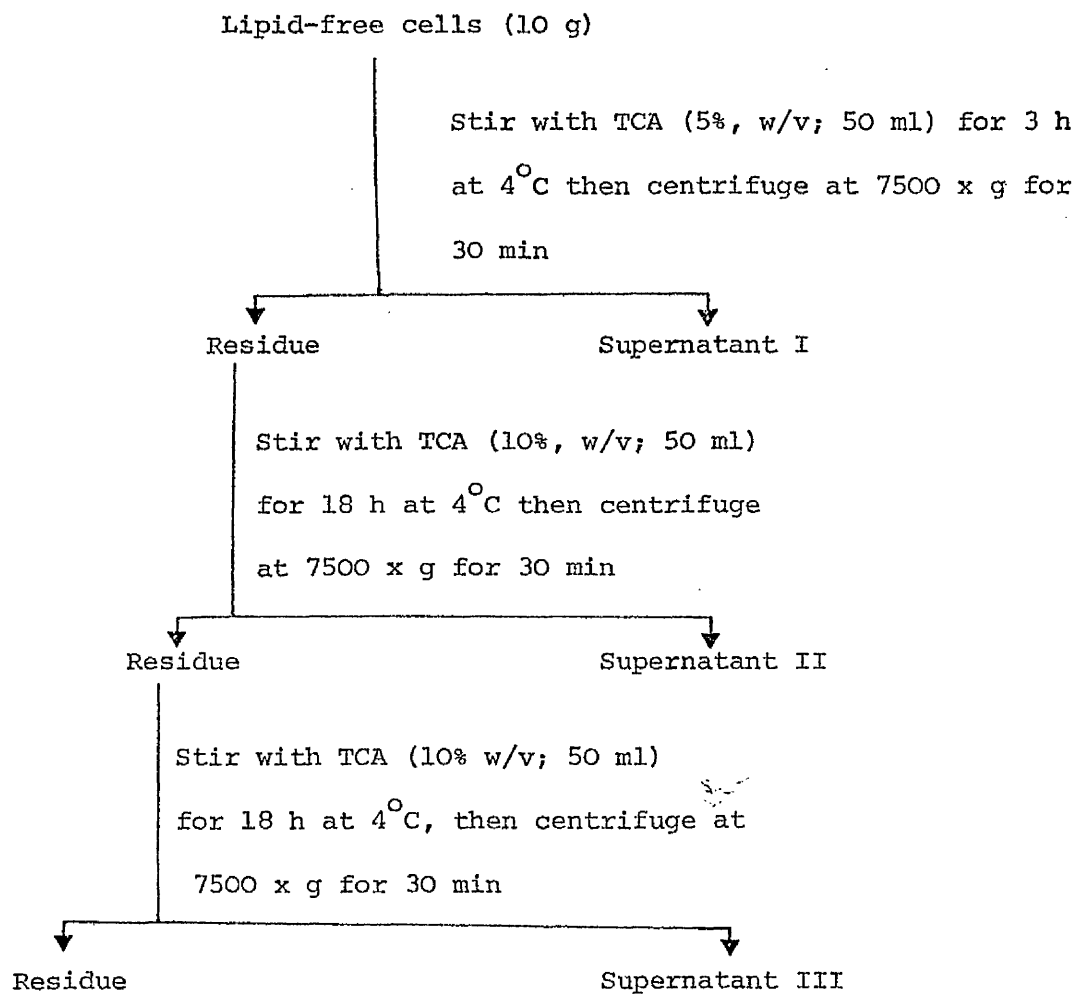 Lipid-free cells (10 g)
Stir with TCA (5%, w/v; 50 ml) for 3 h
at 4°C then centrifuge at 7500 x g for
30 min
Residue Supernatant I
Stir with TCA (10%, w/v; 50 ml)
for 18 h at 4°C then centrifuge
at 7500 x g for 30 min
Residue Supernatant II
Stir with TCA (10% w/v; 50 ml)
for 18 h at 4°C, then centrifuge at
7500 x g for 30 min
Residue Supernatant III